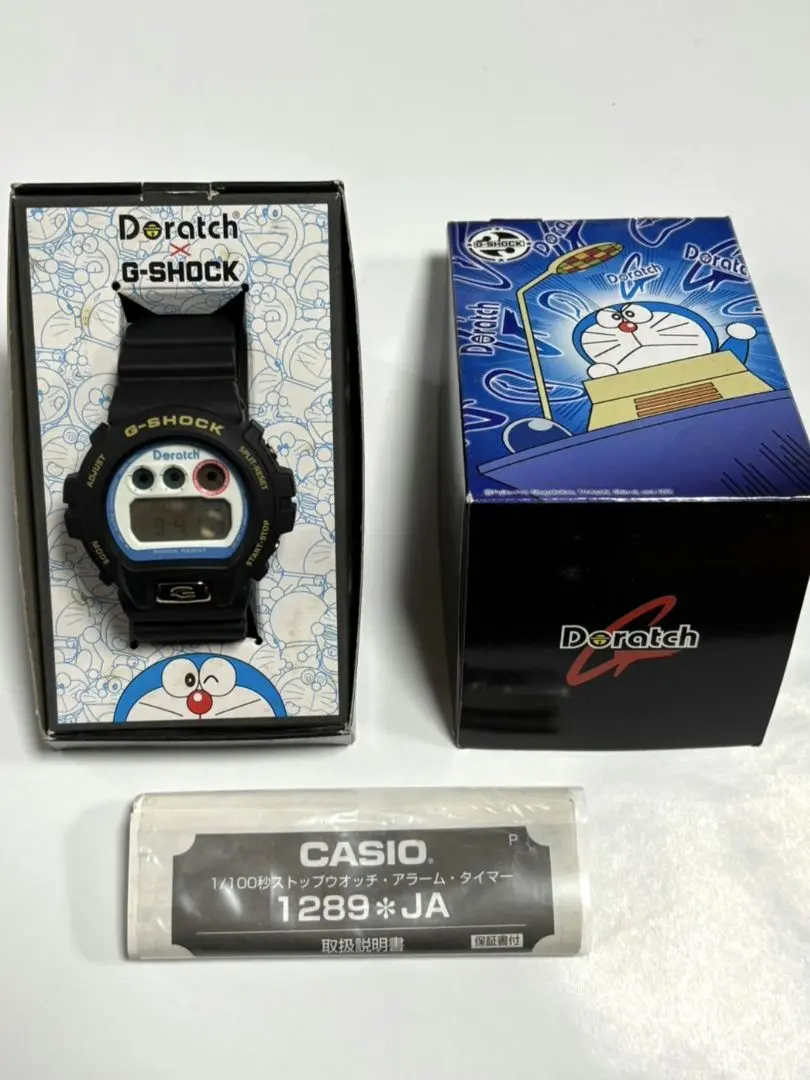 Doratch®
×
G-SHOCK
G-SHOCK
ADJUST
SPLIT·RESET
Doratch
MODE
START·STOP
SHOCK RESIST
G
G-SHOCK
Doratch
Doratch
Doratch
Doratch
Doratch
G
CASIO®
P
1/100秒ストップウオッチ・アラーム・タイマー
1289✻JA
取扱説明書
保証書付